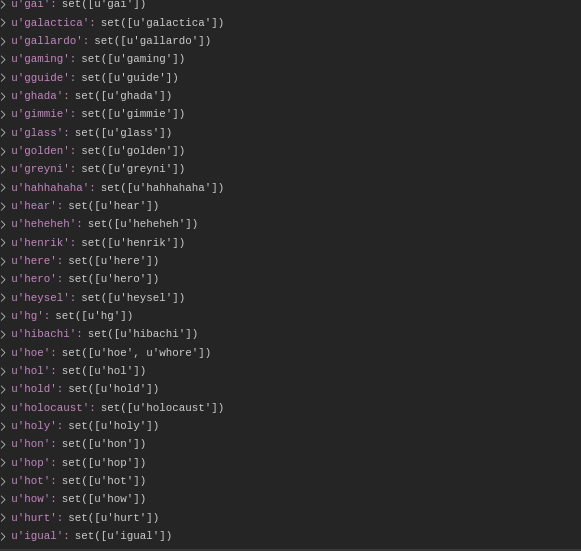 u'gai': set([u'gai'])
u'galactica': set([u'galactica'])
u'gallardo': set([u'gallardo'])
u'gaming': set([u'gaming'])
u'gguide': set([u'gguide'])
u'ghada': set([u'ghada'])
u'gimmie': set([u'gimmie'])
u'glass': set([u'glass'])
u'golden': set([u'golden'])
u'greyni': set([u'greyni'])
u'hahhahaha': set([u'hahhahaha'])
u'hear': set([u'hear'])
u'heheheh': set([u'heheheh'])
u'henrik': set([u'henrik'])
u'here': set([u'here'])
u'hero': set([u'hero'])
u'heysel': set([u'heysel'])
u'hg': set([u'hg'])
u'hibachi': set([u'hibachi'])
u'hoe': set([u'hoe', u'whore'])
u'hol': set([u'hol'])
u'hold': set([u'hold'])
u'holocaust': set([u'holocaust'])
u'holy': set([u'holy'])
u'hon': set([u'hon'])
u'hop': set([u'hop'])
u'hot': set([u'hot'])
u'how': set([u'how'])
u'hurt': set([u'hurt'])
u'igual': set([u'igual'])